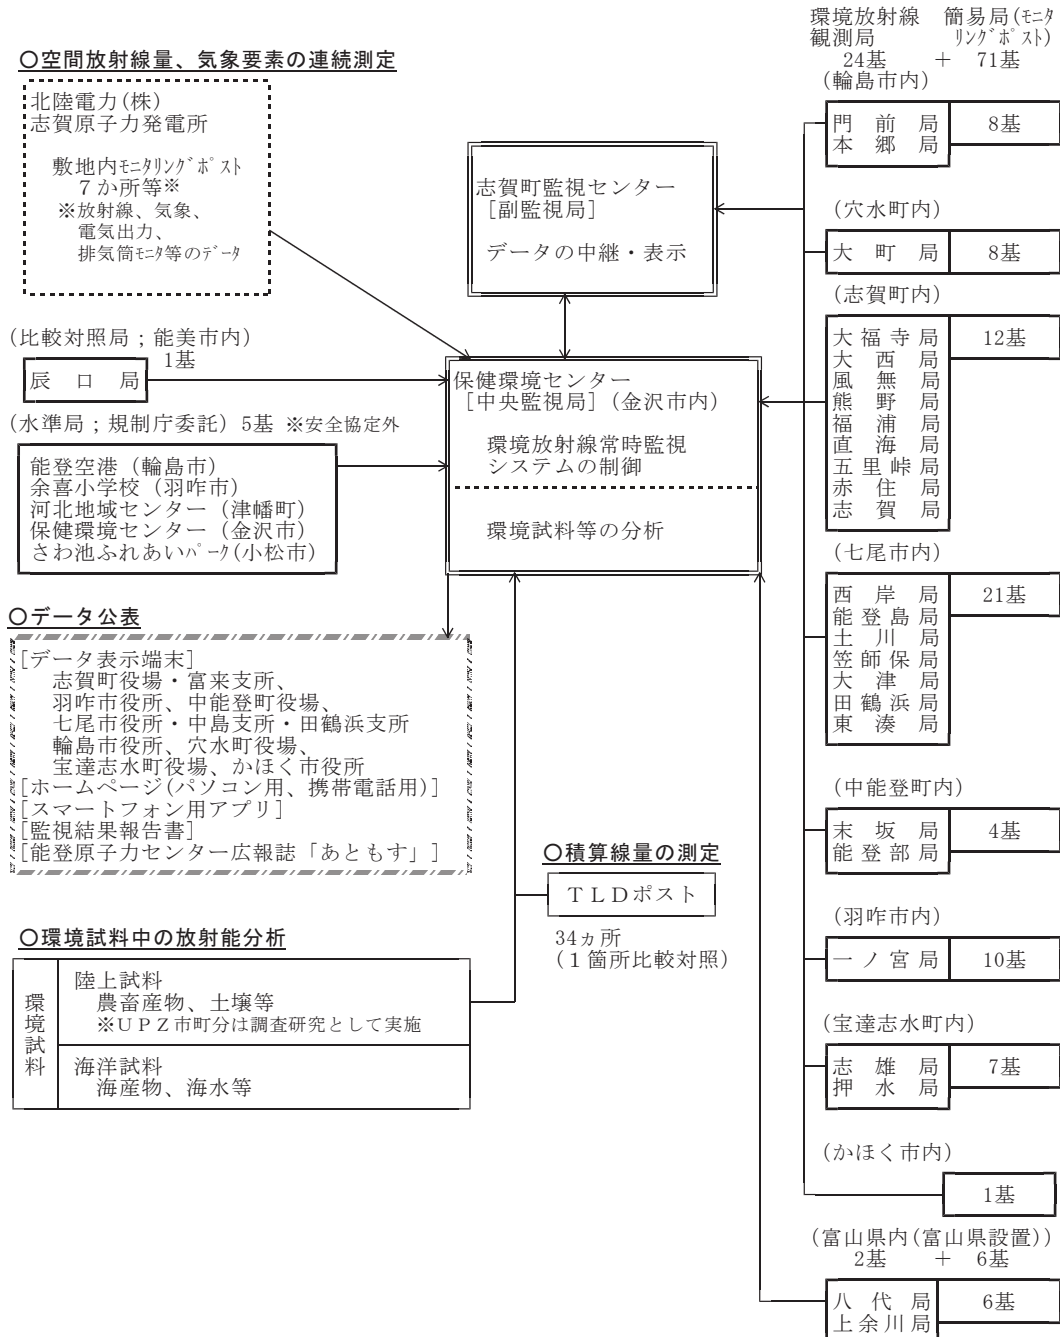 〇空間放射線量、気象要素の連続測定
北陸電力(株)
志賀原子力発電所
敷地内ﾓﾆﾀﾘﾝｸﾞﾎﾟｽﾄ
７か所等※
※放射線、気象、
電気出力、
排気筒ﾓﾆﾀ等のﾃﾞｰﾀ
志賀町監視センター
[副監視局]
データの中継・表示
(比較対照局；能美市内)
1基
辰口局
(水準局；規制庁委託) 5基 ※安全協定外
能登空港（輪島市）
余喜小学校（羽咋市）
河北地域センター（津幡町）
保健環境センター（金沢市）
さわ池ふれあいﾊﾟｰｸ(小松市)
保健環境センター
[中央監視局]（金沢市内）
環境放射線常時監視
システムの制御
環境試料等の分析
〇データ公表
[データ表示端末]
志賀町役場・富来支所、
羽咋市役所、中能登町役場、
七尾市役所・中島支所・田鶴浜支所
輪島市役所、穴水町役場、
宝達志水町役場、かほく市役所
[ホームページ(パソコン用、携帯電話用)]
[スマートフォン用アプリ]
[監視結果報告書]
[能登原子力センター広報誌「あともす」]
〇積算線量の測定
ＴＬＤポスト
34ヵ所
(１箇所比較対照)
〇環境試料中の放射能分析
環境試料
陸上試料
農畜産物、土壌等
※ＵＰＺ市町分は調査研究として実施
海洋試料
海産物、海水等
環境放射線 簡易局(ﾓﾆﾀ
観測局 ﾘﾝｸﾞﾎﾟｽﾄ)
24基 ＋ 71基
(輪島市内)
門前局 8基
本郷局
(穴水町内)
大町局 8基
(志賀町内)
大福寺局 12基
大西局
風無局
熊野局
福浦局
直海局
五里峠局
赤住局
志賀局
(七尾市内)
西岸局 21基
能登島局
土川局
笠師保局
大津局
田鶴浜局
東湊局
(中能登町内)
末坂局 4基
能登部局
(羽咋市内)
一ノ宮局 10基
(宝達志水町内)
志雄局 7基
押水局
(かほく市内)
1基
(富山県内(富山県設置))
2基 ＋ 6基
八代局 6基
上余川局